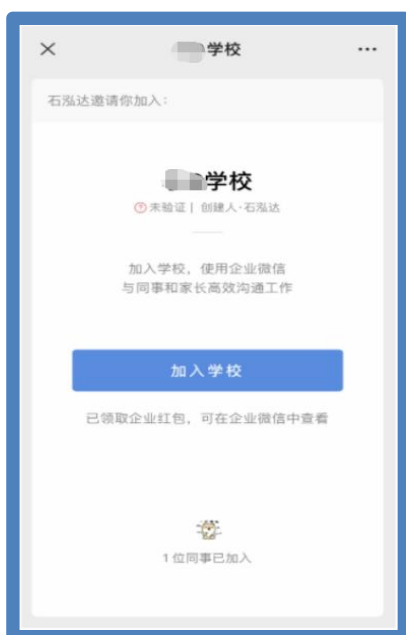 学校
石泓达邀请你加入:
学校
未验证 | 创建人·石泓达
加入学校，使用企业微信
与同事和家长高效沟通工作
加入学校
已领取企业红包，可在企业微信中查看
1 位同事已加入